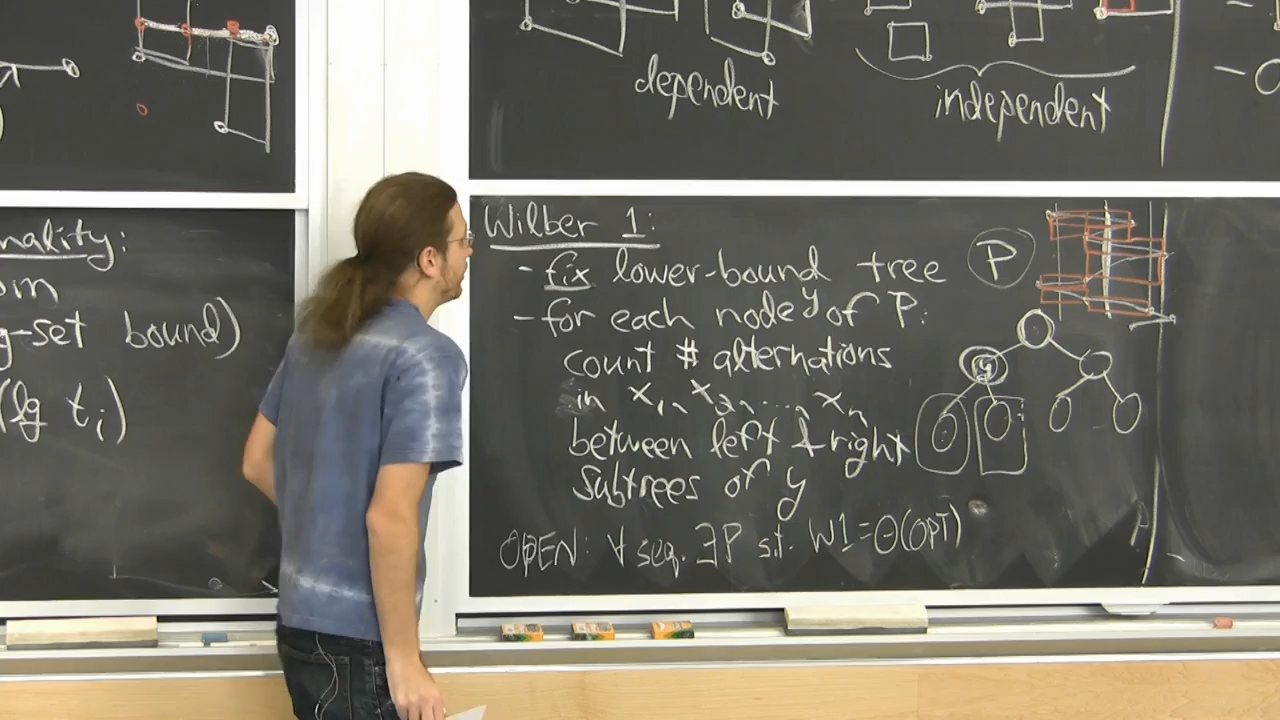 dependent
independent
nality:
om
g-set bound)
(lg t_i)
Wilber 1:
- fix lower-bound tree P
- for each node y of P:
count # alternations
in x_1, x_2, ..., x_n
between left & right
subtrees of y
OPEN: ∀ seq. ∃P s.t. W1=Θ(OPT)
y